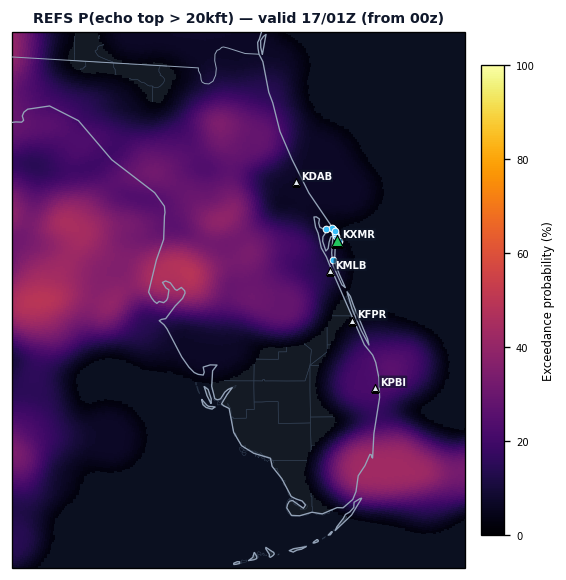 REFS P(echo top > 20kft) — valid 17/01Z (from 00z)
KDAB
KXMR
KMLB
KFPR
KPBI
100
80
60
40
20
0
Exceedance probability (%)